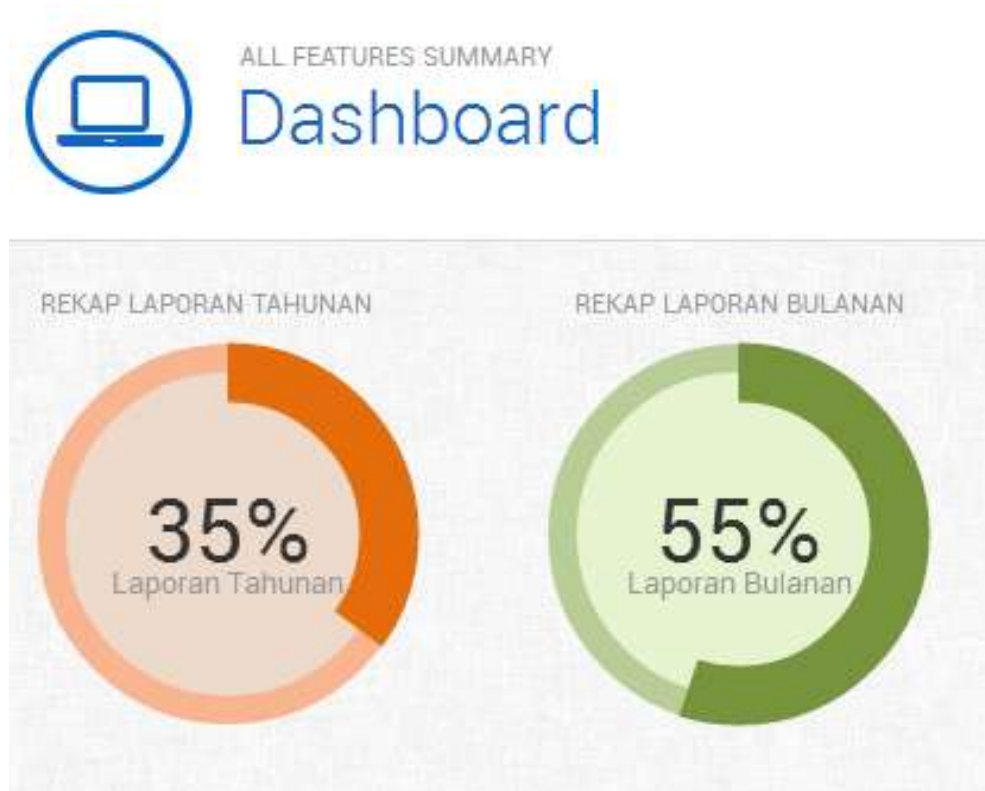 ALL FEATURES SUMMARY
Dashboard
REKAP LAPORAN TAHUNAN
35%
Laporan Tahunan
REKAP LAPORAN BULANAN
55%
Laporan Bulanan